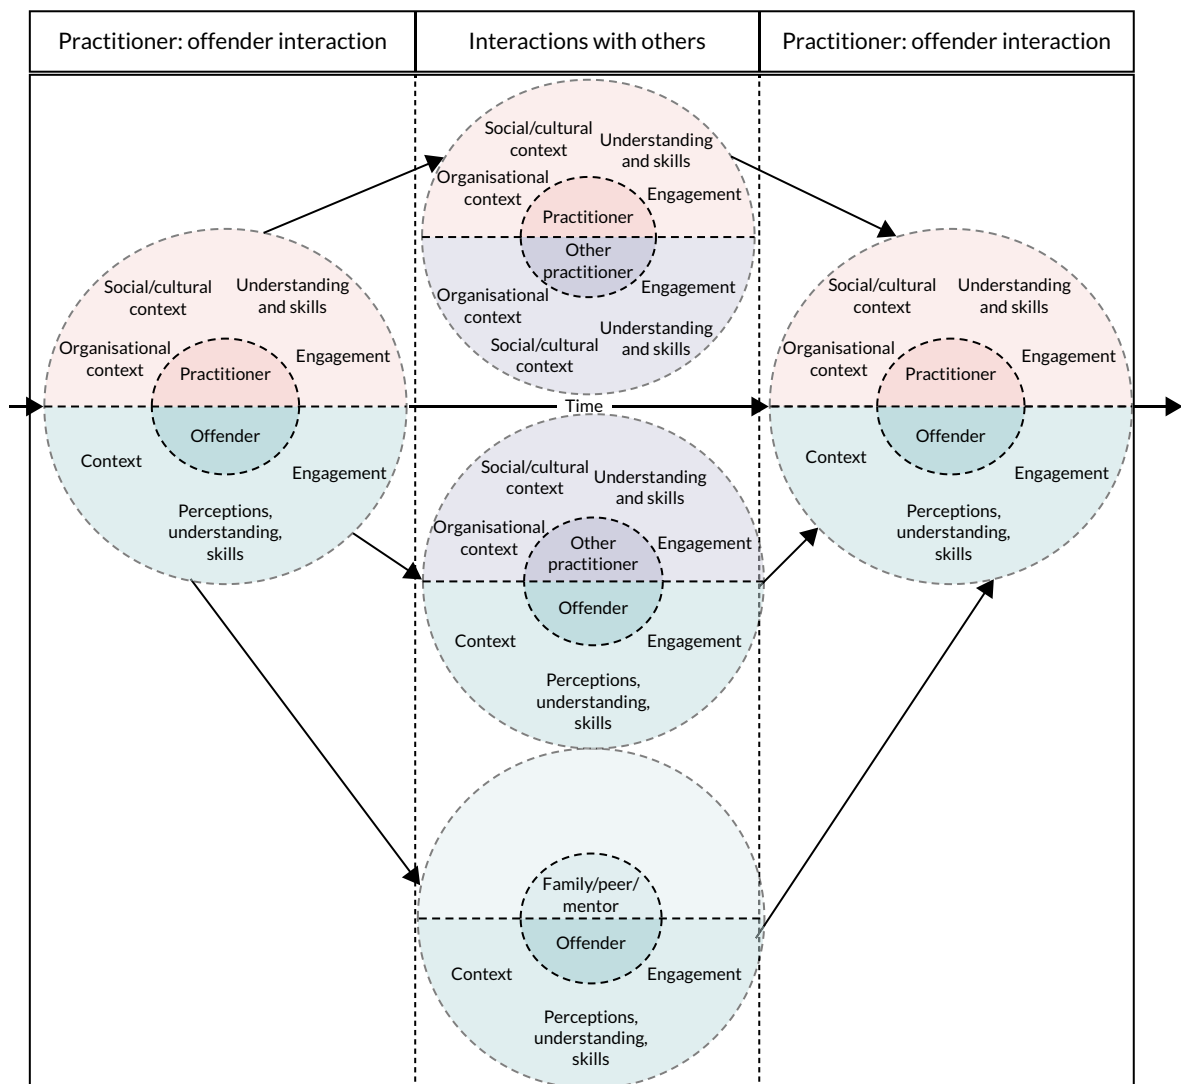 Practitioner: offender interaction
Interactions with others
Practitioner: offender interaction
Social/cultural
context
Understanding
and skills
Organisational
context
Engagement
Practitioner
Offender
Context
Engagement
Perceptions,
understanding,
skills
Social/cultural
context
Understanding
and skills
Organisational
context
Engagement
Practitioner
Other
practitioner
Organisational
context
Engagement
Social/cultural
context
Understanding
and skills
Time
Social/cultural
context
Understanding
and skills
Organisational
context
Engagement
Other
practitioner
Offender
Context
Engagement
Perceptions,
understanding,
skills
Family/peer/
mentor
Offender
Context
Engagement
Perceptions,
understanding,
skills
Social/cultural
context
Understanding
and skills
Organisational
context
Engagement
Practitioner
Offender
Context
Engagement
Perceptions,
understanding,
skills